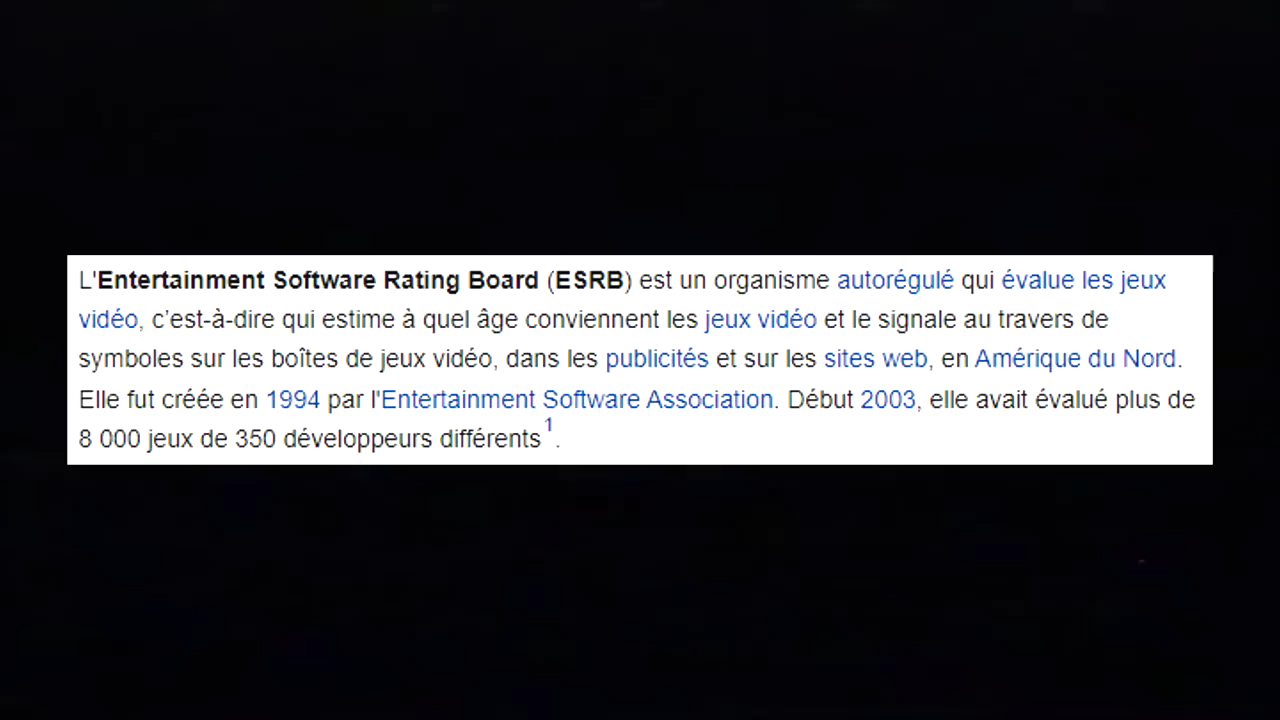 L'Entertainment Software Rating Board (ESRB) est un organisme autorégulé qui évalue les jeux
vidéo, c’est-à-dire qui estime à quel âge conviennent les jeux vidéo et le signale au travers de
symboles sur les boîtes de jeux vidéo, dans les publicités et sur les sites web, en Amérique du Nord.
Elle fut créée en 1994 par l'Entertainment Software Association. Début 2003, elle avait évalué plus de
8 000 jeux de 350 développeurs différents1.